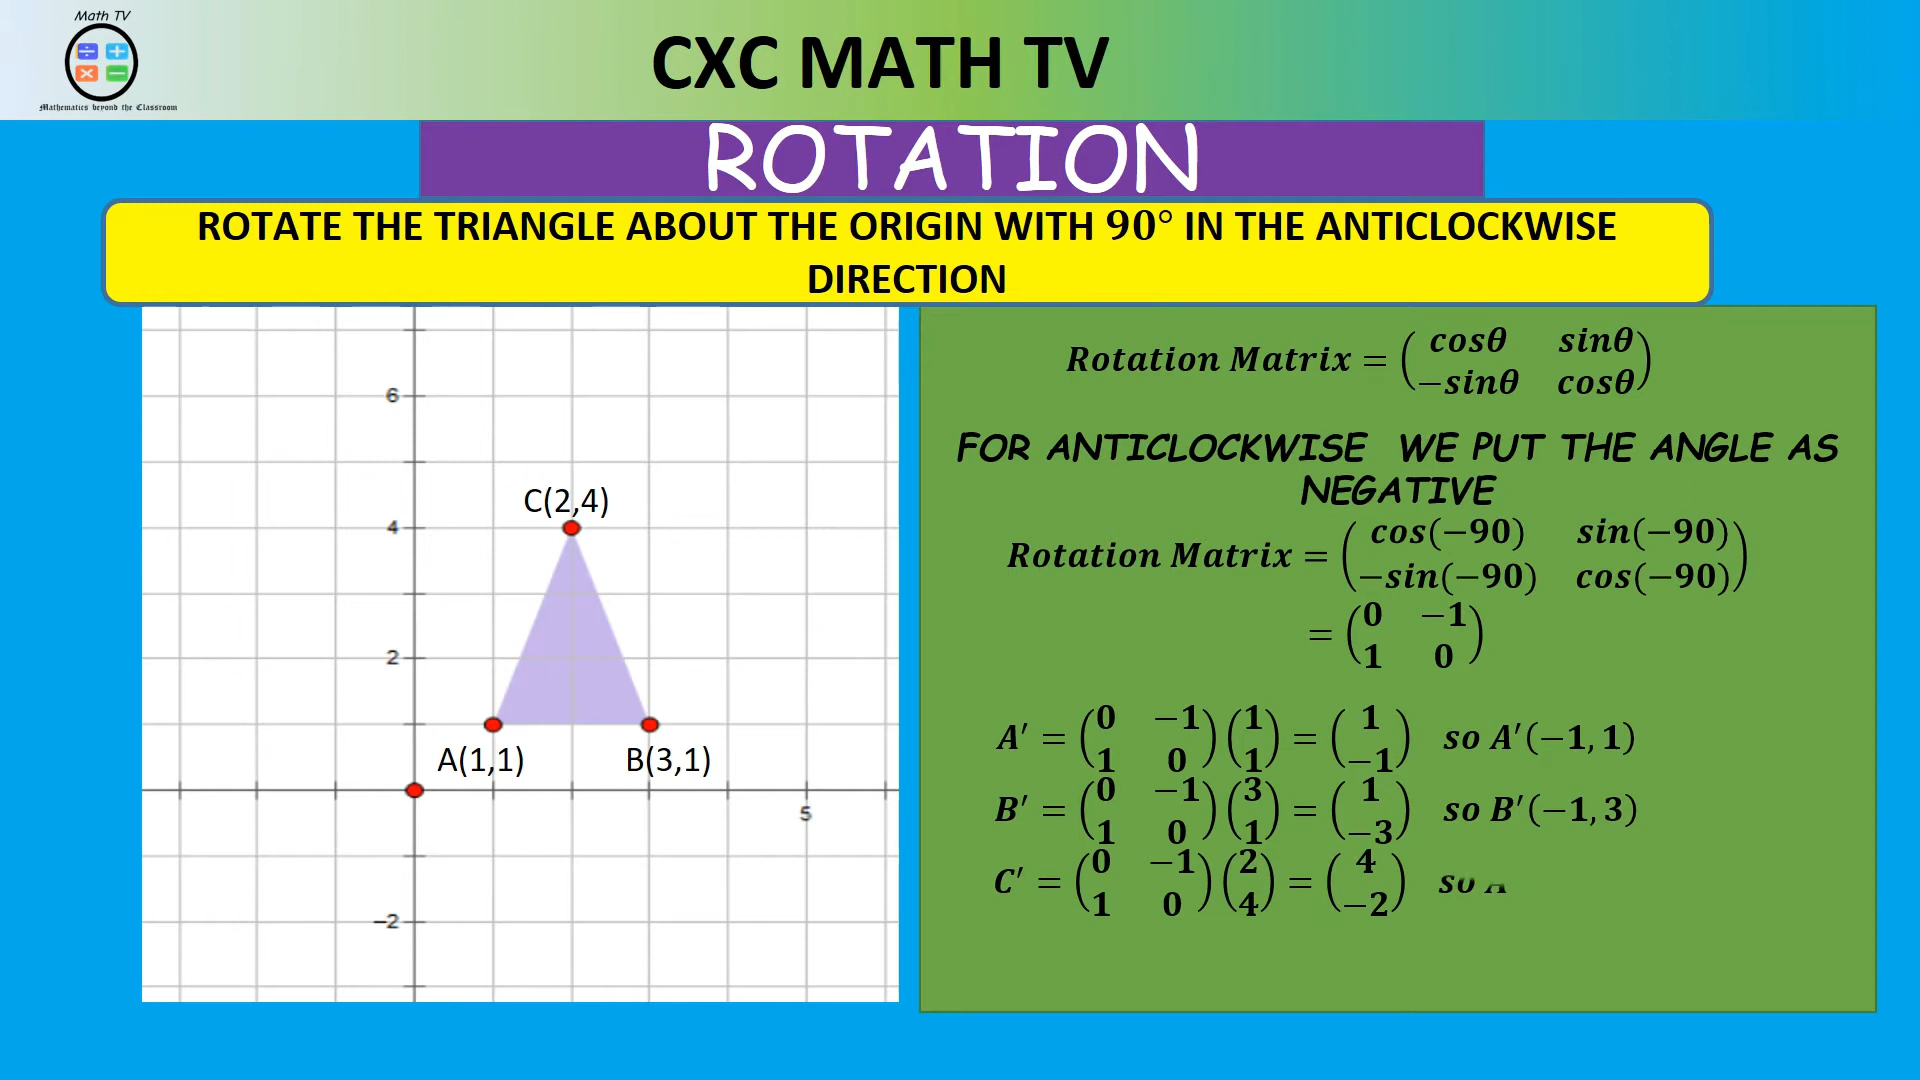 Math TV
Mathematics beyond the Classroom
CXC MATH TV
ROTATION
ROTATE THE TRIANGLE ABOUT THE ORIGIN WITH 90° IN THE ANTICLOCKWISE
DIRECTION
6
C(2,4)
4
2
A(1,1) B(3,1)
5
−2
Rotation Matrix = (cosθ sinθ
−sinθ cosθ)
FOR ANTICLOCKWISE WE PUT THE ANGLE AS
NEGATIVE
Rotation Matrix = (cos(−90) sin(−90)
−sin(−90) cos(−90))
= (0 −1
1 0)
A′ = (0 −1
1 0) (1
1) = (1
−1) so A′(−1, 1)
B′ = (0 −1
1 0) (3
1) = (1
−3) so B′(−1, 3)
C′ = (0 −1
1 0) (2
4) = (4
−2) so